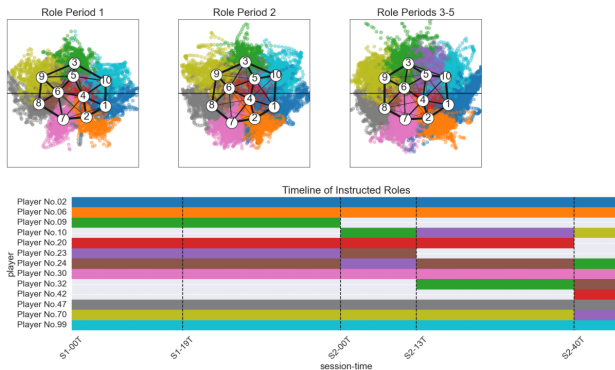 Role Period 1
Role Period 2
Role Periods 3-5
3
9
5
10
6
4
8
1
7
2
3
9
5
10
6
4
8
1
7
2
3
9
5
10
6
4
8
1
7
2
Timeline of Instructed Roles
player
Player No.02
Player No.06
Player No.09
Player No.10
Player No.20
Player No.23
Player No.24
Player No.30
Player No.32
Player No.42
Player No.47
Player No.70
Player No.99
S1-00T
S1-19T
S2-00T
S2-13T
S2-40T
session-time